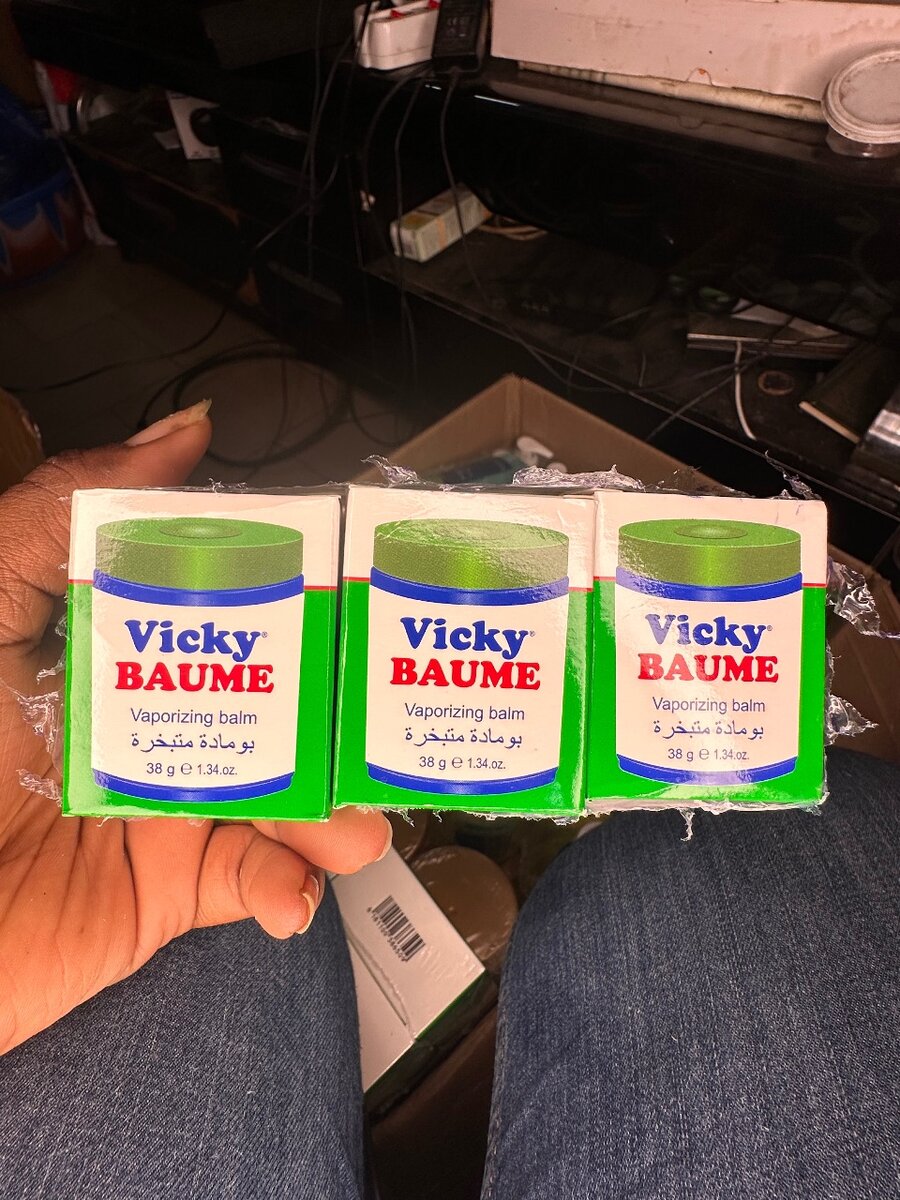 Vicky®
BAUME
Vaporizing balm
بومادة متبخرة
38 g ℮ 1.34.oz.
Vicky®
BAUME
Vaporizing balm
بومادة متبخرة
38 g ℮ 1.34.oz.
Vicky®
BAUME
Vaporizing balm
بومادة متبخرة
38 g ℮ 1.34.oz.